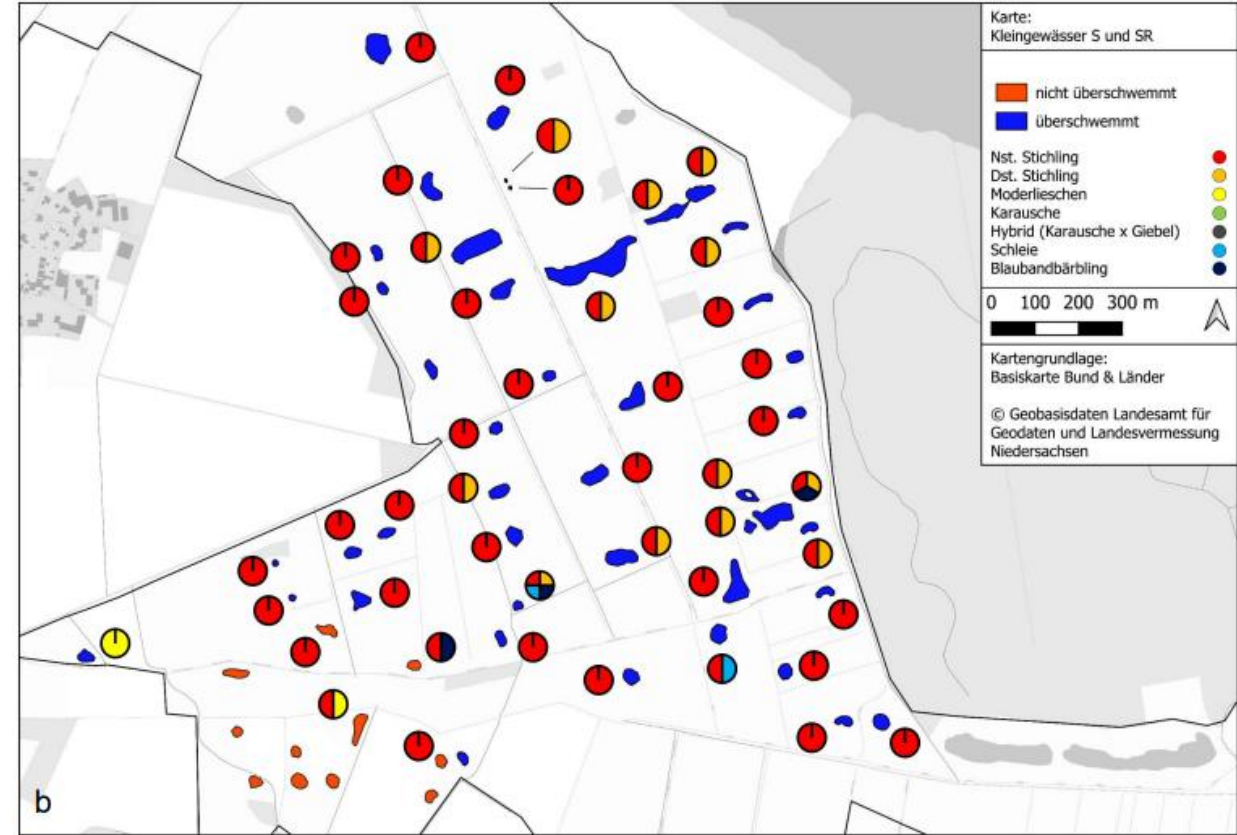 Karte:
Kleingewässer S und SR
nicht überschwemmt
überschwemmt
Nst. Stichling
Dst. Stichling
Moderlieschen
Karausche
Hybrid (Karausche x Giebel)
Schleie
Blaubandbärbling
0 100 200 300 m
Kartengrundlage:
Basiskarte Bund & Länder
© Geobasisdaten Landesamt für
Geodaten und Landesvermessung
Niedersachsen
b